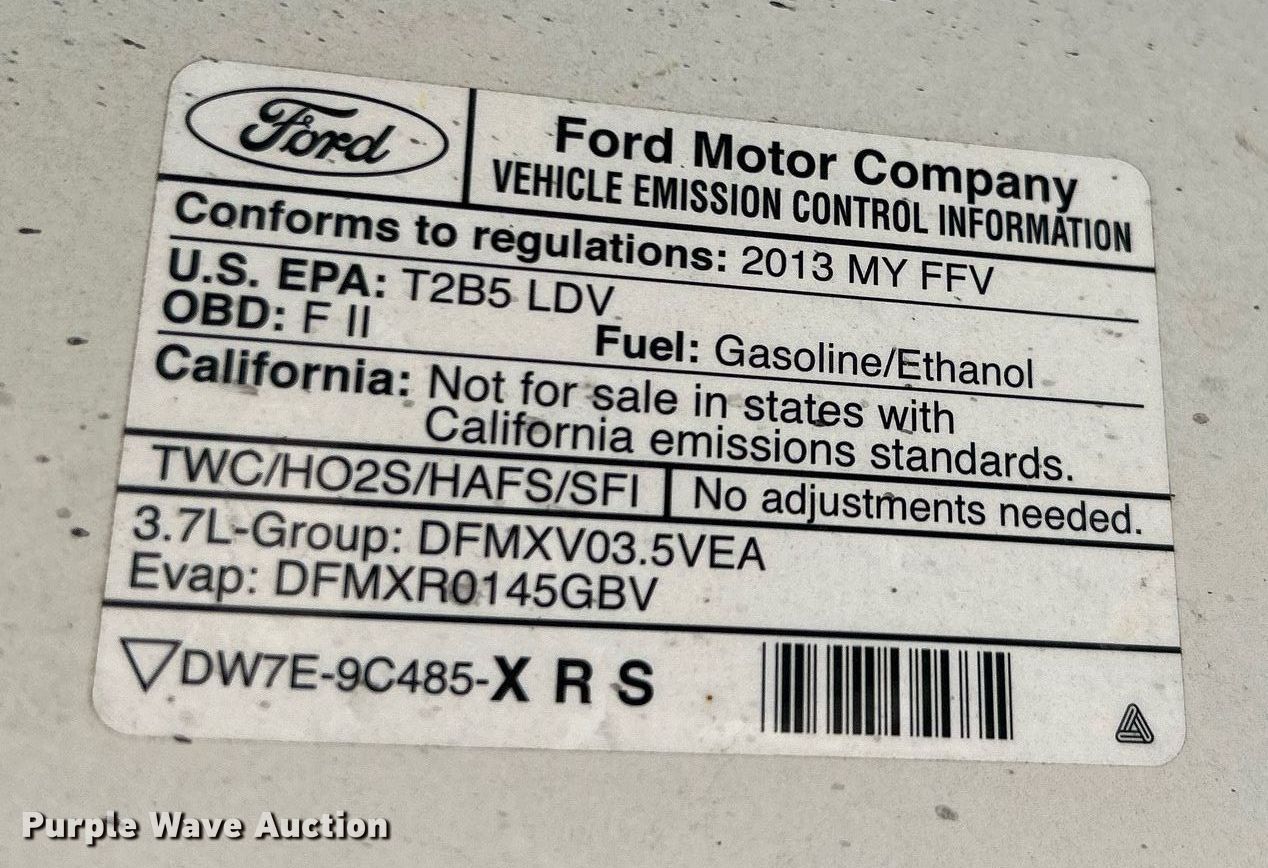 Ford
Ford Motor Company
VEHICLE EMISSION CONTROL INFORMATION
Conforms to regulations: 2013 MY FFV
U.S. EPA: T2B5 LDV
OBD: F II
Fuel: Gasoline/Ethanol
California: Not for sale in states with
California emissions standards.
TWC/HO2S/HAFS/SFI
No adjustments needed.
3.7L-Group: DFMXV03.5VEA
Evap: DFMXR0145GBV
DW7E-9C485-X R S
Purple Wave Auction